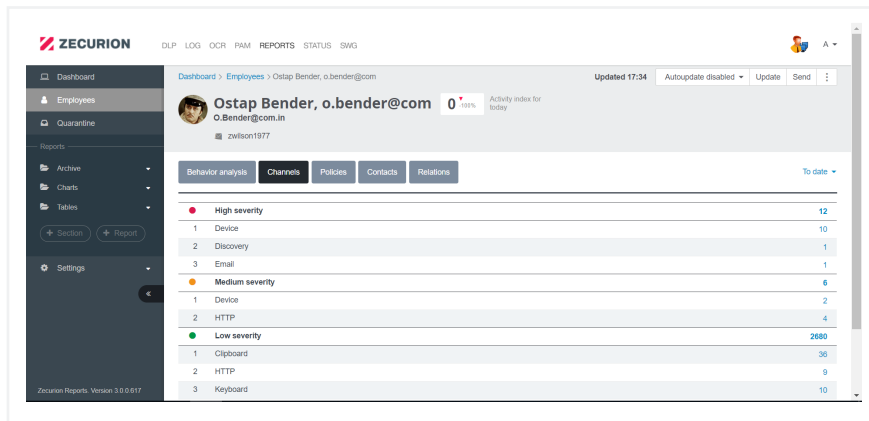 ZECURION
DLP LOG OCR PAM REPORTS STATUS SWG
A
Dashboard
Employees
Quarantine
Reports
Archive
Charts
Tables
+ Section + Report
Settings
«
Zecurion Reports. Version 3.0.0.617
Dashboard > Employees > Ostap Bender, o.bender@com
Updated 17:34 Autoupdate disabled Update Send
Ostap Bender, o.bender@com 0 100% Activity index for
today
O.Bender@com.in
zwilson1977
Behavior analysis Channels Policies Contacts Relations To date
High severity 12
1 Device 10
2 Discovery 1
3 Email 1
Medium severity 6
1 Device 2
2 HTTP 4
Low severity 2680
1 Clipboard 36
2 HTTP 9
3 Keyboard 10